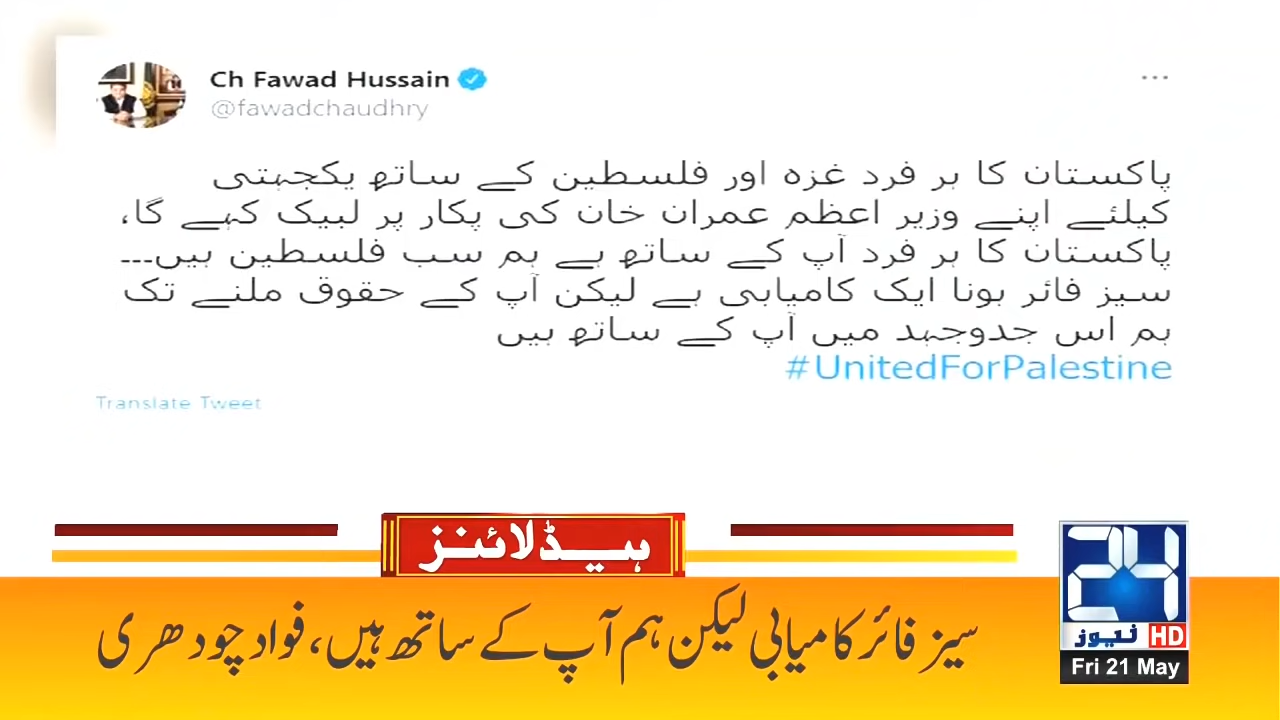 Ch Fawad Hussain
@fawadchaudhry
پاکستان کا ہر فرد غزہ اور فلسطین کے ساتھ یکجہتی
کیلئے اپنے وزیر اعظم عمران خان کی پکار پر لبیک کہے گا،
پاکستان کا ہر فرد آپ کے ساتھ ہے ہم سب فلسطین ہیں...
سیز فائر ہونا ایک کامیابی ہے لیکن آپ کے حقوق ملنے تک
ہم اس جدوجہد میں آپ کے ساتھ ہیں
#UnitedForPalestine
Translate Tweet
ہیڈلائنز
سیز فائر کامیابی لیکن ہم آپ کے ساتھ ہیں، فواد چودھری
24
نیوز HD
Fri 21 May